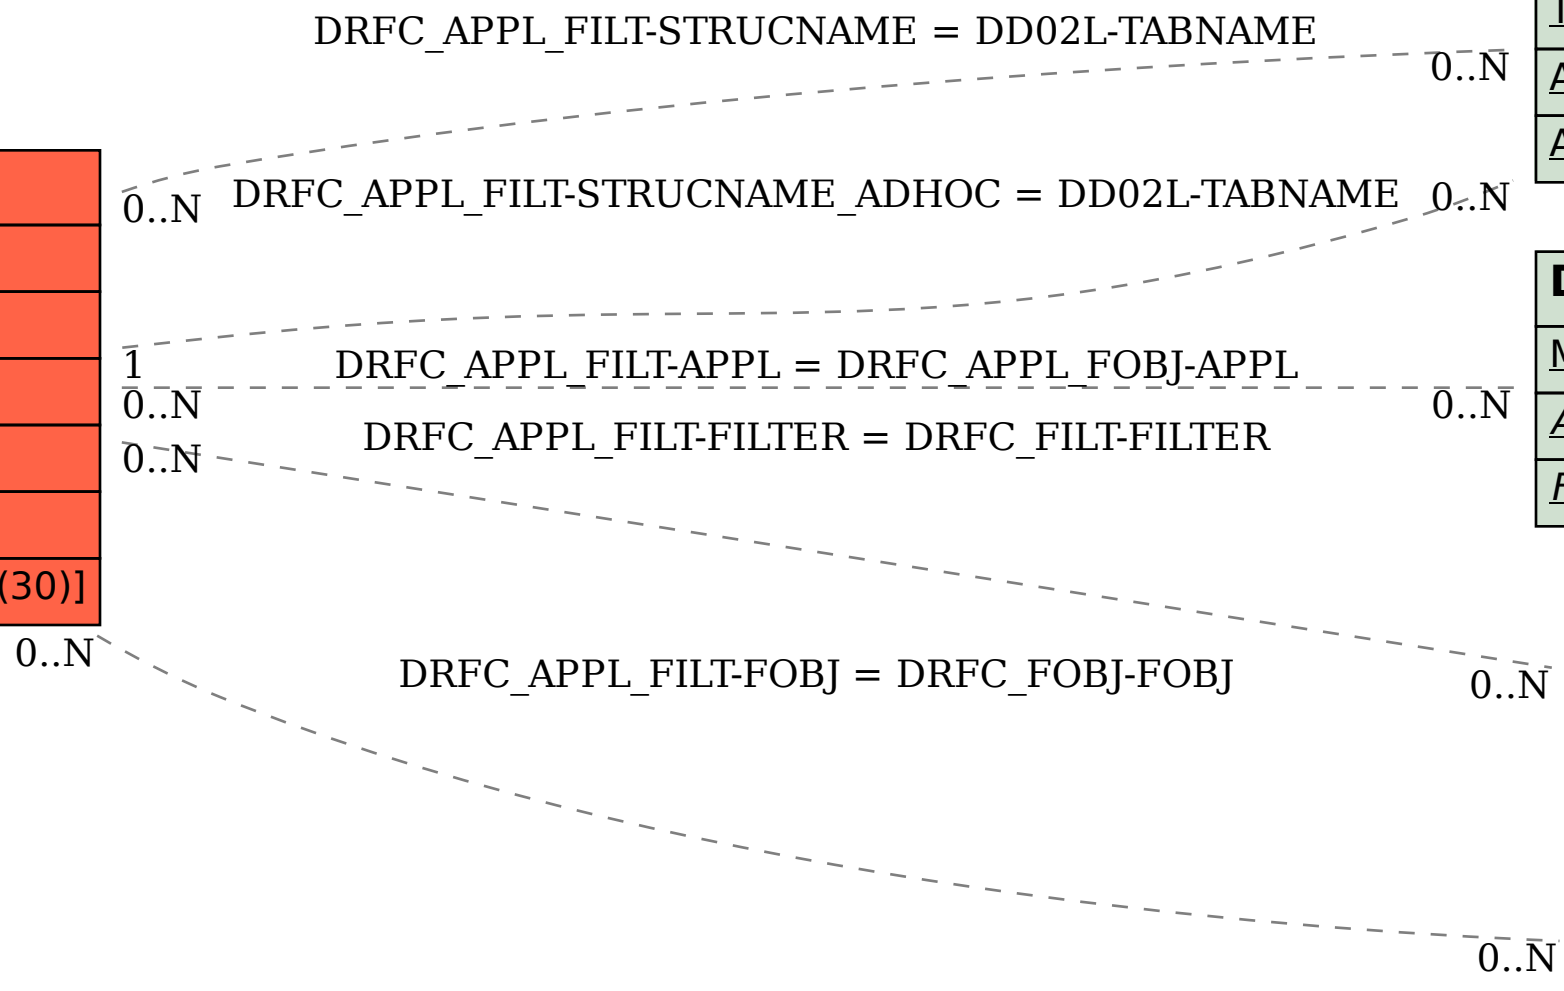 DRFC_APPL_FILT-STRUCNAME = DD02L-TABNAME
0..N
A
A
0..N
DRFC_APPL_FILT-STRUCNAME_ADHOC = DD02L-TABNAME
0..N
1
DRFC_APPL_FILT-APPL = DRFC_APPL_FOBJ-APPL
M
0..N
0..N
A
DRFC_APPL_FILT-FILTER = DRFC_FILT-FILTER
0..N
F
(30)]
0..N
DRFC_APPL_FILT-FOBJ = DRFC_FOBJ-FOBJ
0..N
0..N